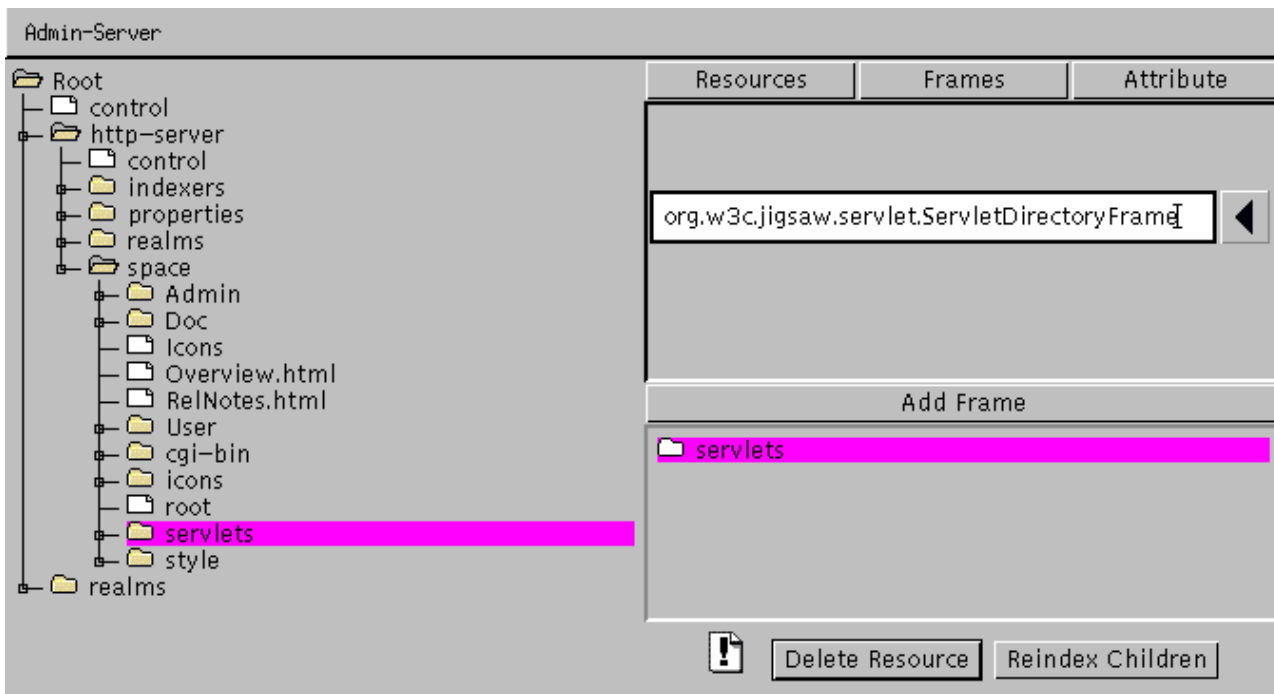 Admin-Server
Root
control
http-server
control
indexers
properties
realms
space
Admin
Doc
Icons
Overview.html
RelNotes.html
User
cgi-bin
icons
root
servlets
style
realms
Resources Frames Attribute
org.w3c.jigsaw.servlet.ServletDirectoryFrame
Add Frame
servlets
Delete Resource Reindex Children